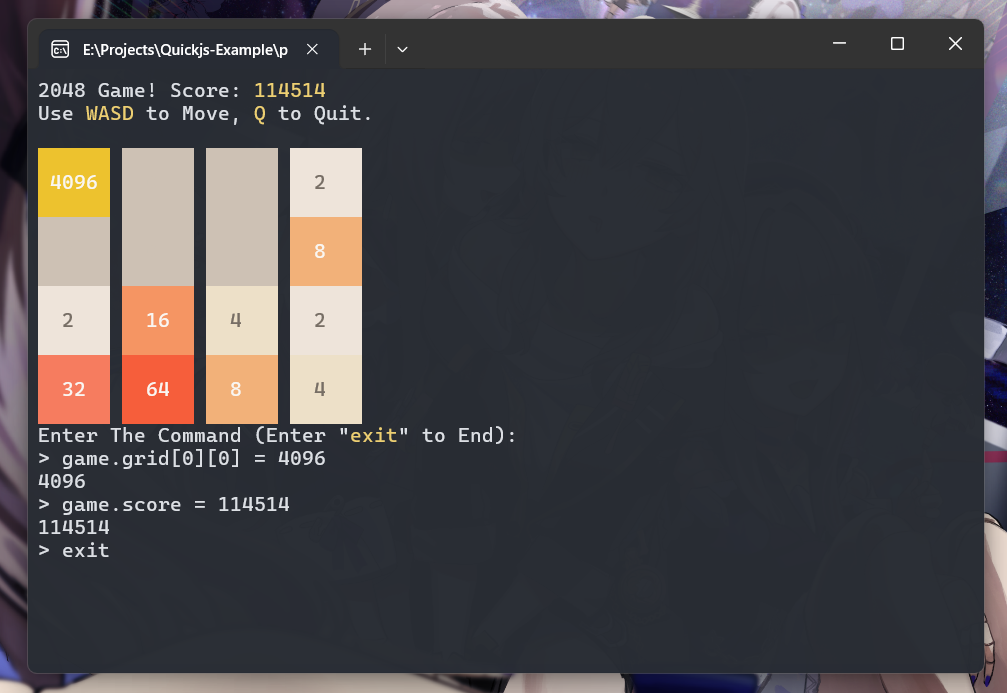 E:\Projects\Quickjs-Example\p
2048 Game! Score: 114514
Use WASD to Move, Q to Quit.
4096 2
8
2 16 4 2
32 64 8 4
Enter The Command (Enter "exit" to End):
> game.grid[0][0] = 4096
4096
> game.score = 114514
114514
> exit